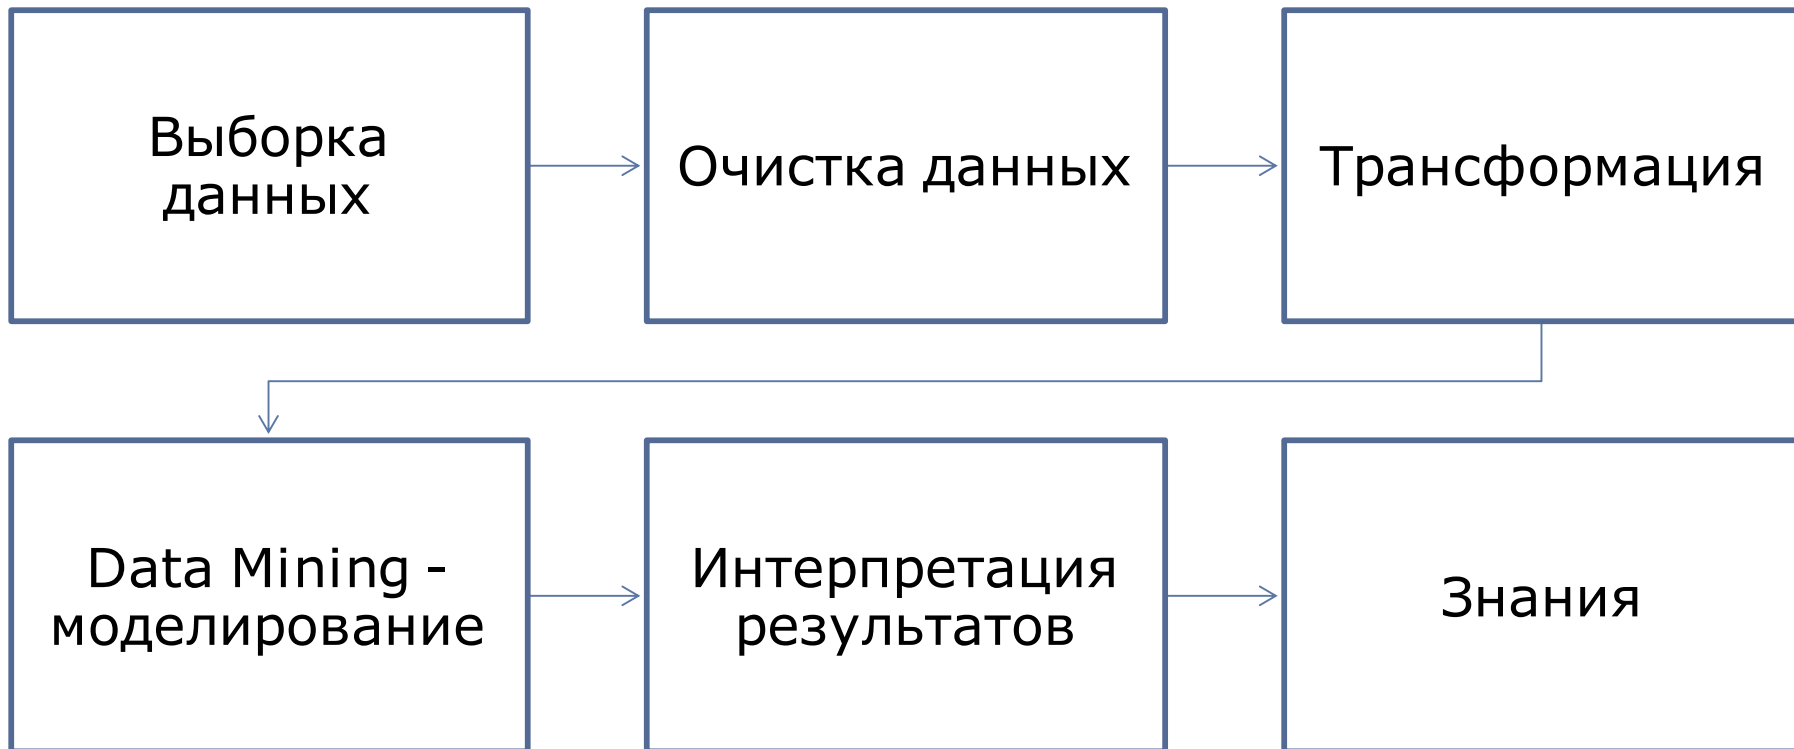 Выборка
данных
Очистка данных
Трансформация
Data Mining -
моделирование
Интерпретация
результатов
Знания